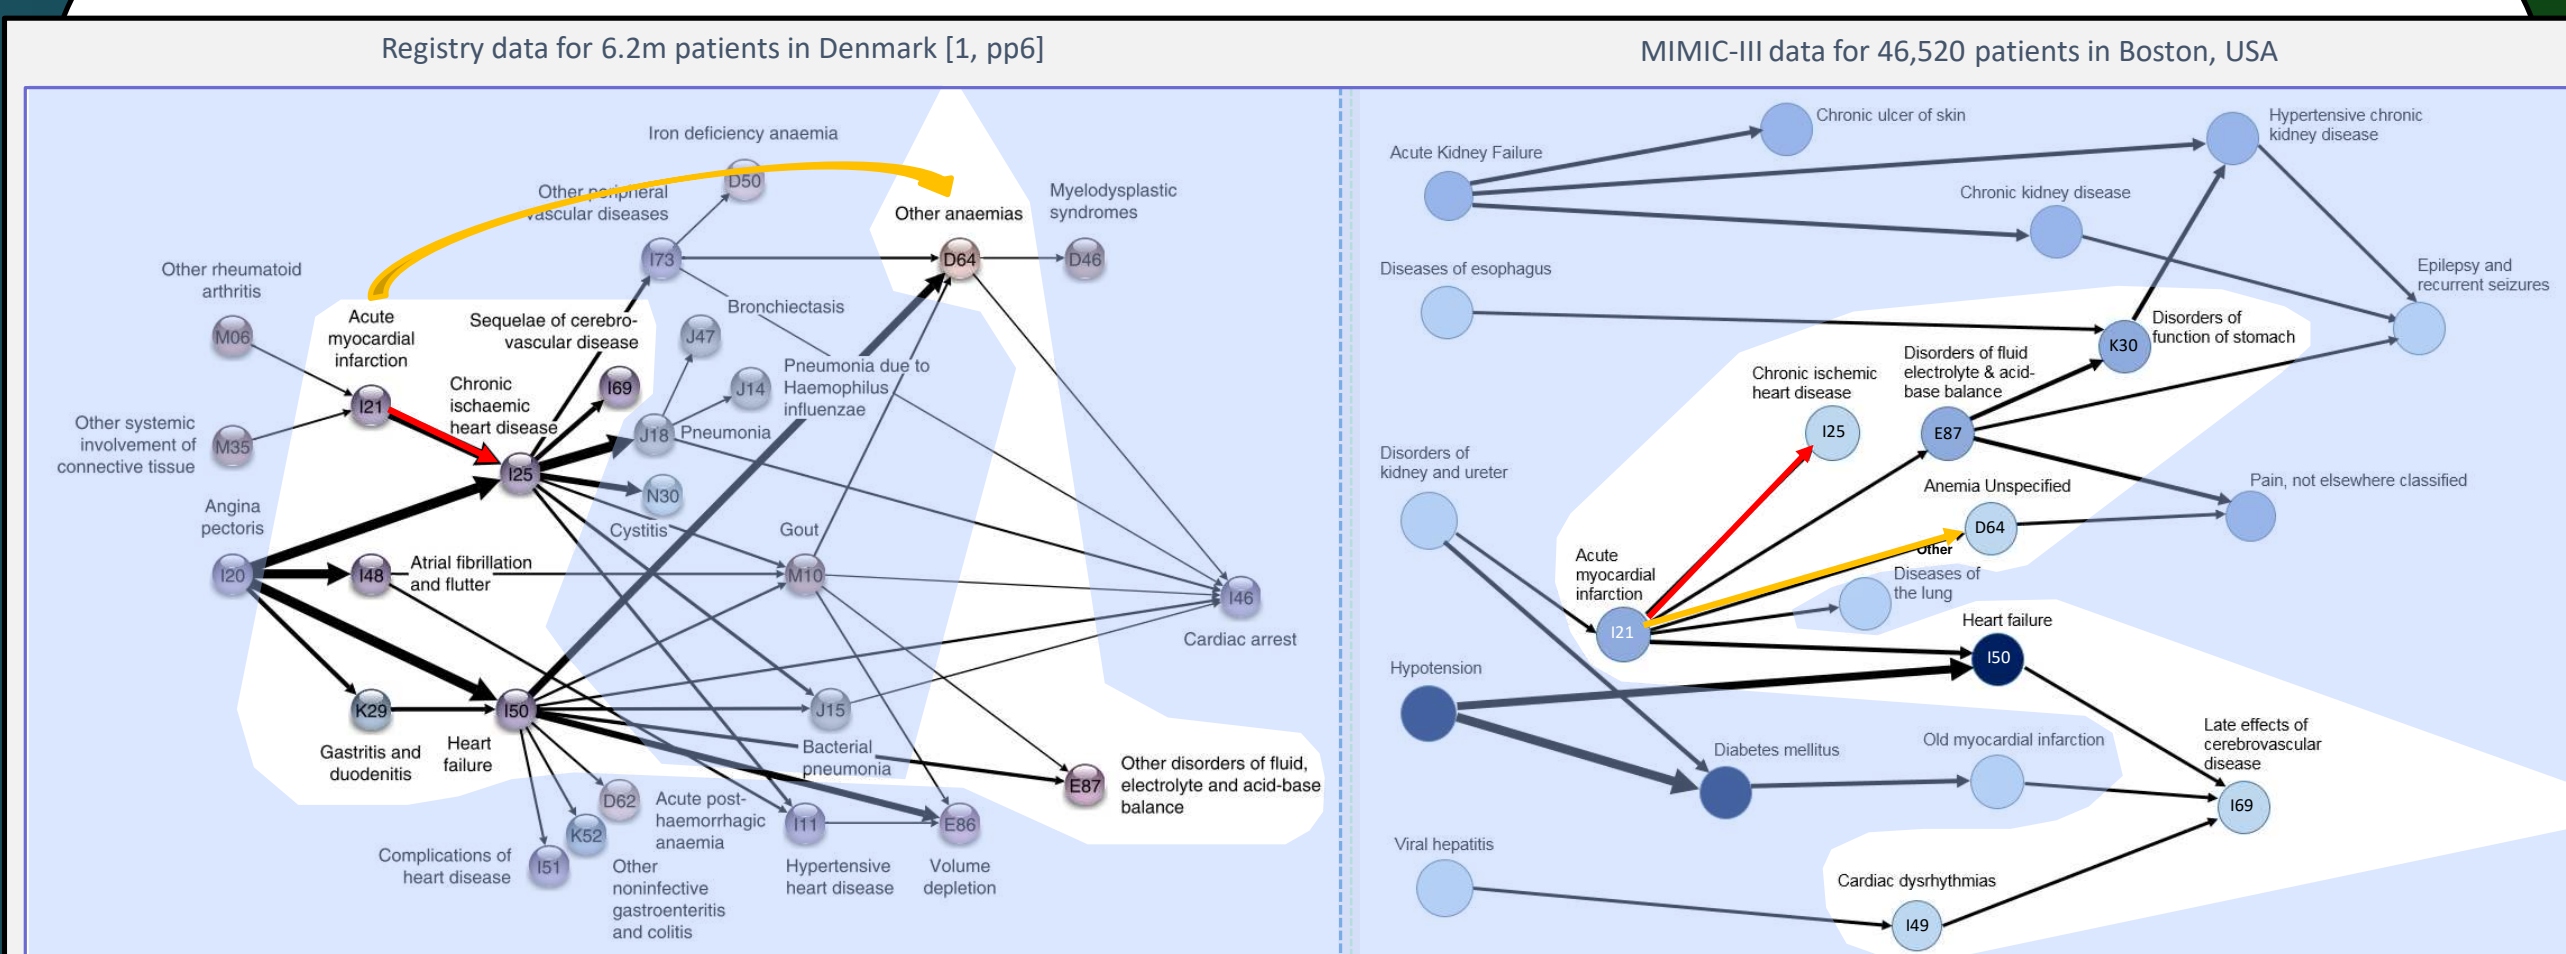 Registry data for 6.2m patients in Denmark [1, pp6]
Iron deficiency anaemia
D50
Other peripheral
vascular diseases
Other anaemias
Myelodysplastic
syndromes
I73
D64
D46
Other rheumatoid
arthritis
M06
Acute
myocardial
infarction
Sequelae of cerebro-
vascular disease
Bronchiectasis
J47
I69
Pneumonia due to
Haemophilus
influenzae
J14
Chronic
ischaemic
heart disease
I21
Other systemic
involvement of
connective tissue
M35
J18
Pneumonia
I25
N30
Cystitis
Angina
pectoris
I20
I48
Atrial fibrillation
and flutter
Gout
M10
I46
Cardiac arrest
K29
Gastritis and
duodenitis
I50
Heart
failure
J15
Bacterial
pneumonia
E87
Other disorders of fluid,
electrolyte and acid-base
balance
D62
Acute post-
haemorrhagic
anaemia
K52
Other
noninfective
gastroenteritis
and colitis
I51
Complications of
heart disease
I11
Hypertensive
heart disease
E86
Volume
depletion
MIMIC-III data for 46,520 patients in Boston, USA
Chronic ulcer of skin
Hypertensive chronic
kidney disease
Acute Kidney Failure
Chronic kidney disease
Diseases of esophagus
Epilepsy and
recurrent seizures
K30
Disorders of
function of stomach
Disorders of fluid
electrolyte & acid-
base balance
Chronic ischemic
heart disease
I25
E87
Disorders of
kidney and ureter
Anemia Unspecified
D64
Pain, not elsewhere classified
Other
Diseases of
the lung
Acute
myocardial
infarction
I21
Heart failure
I50
Hypotension
Diabetes mellitus
Old myocardial infarction
Late effects of
cerebrovascular
disease
I69
Viral hepatitis
Cardiac dysrhythmias
I49